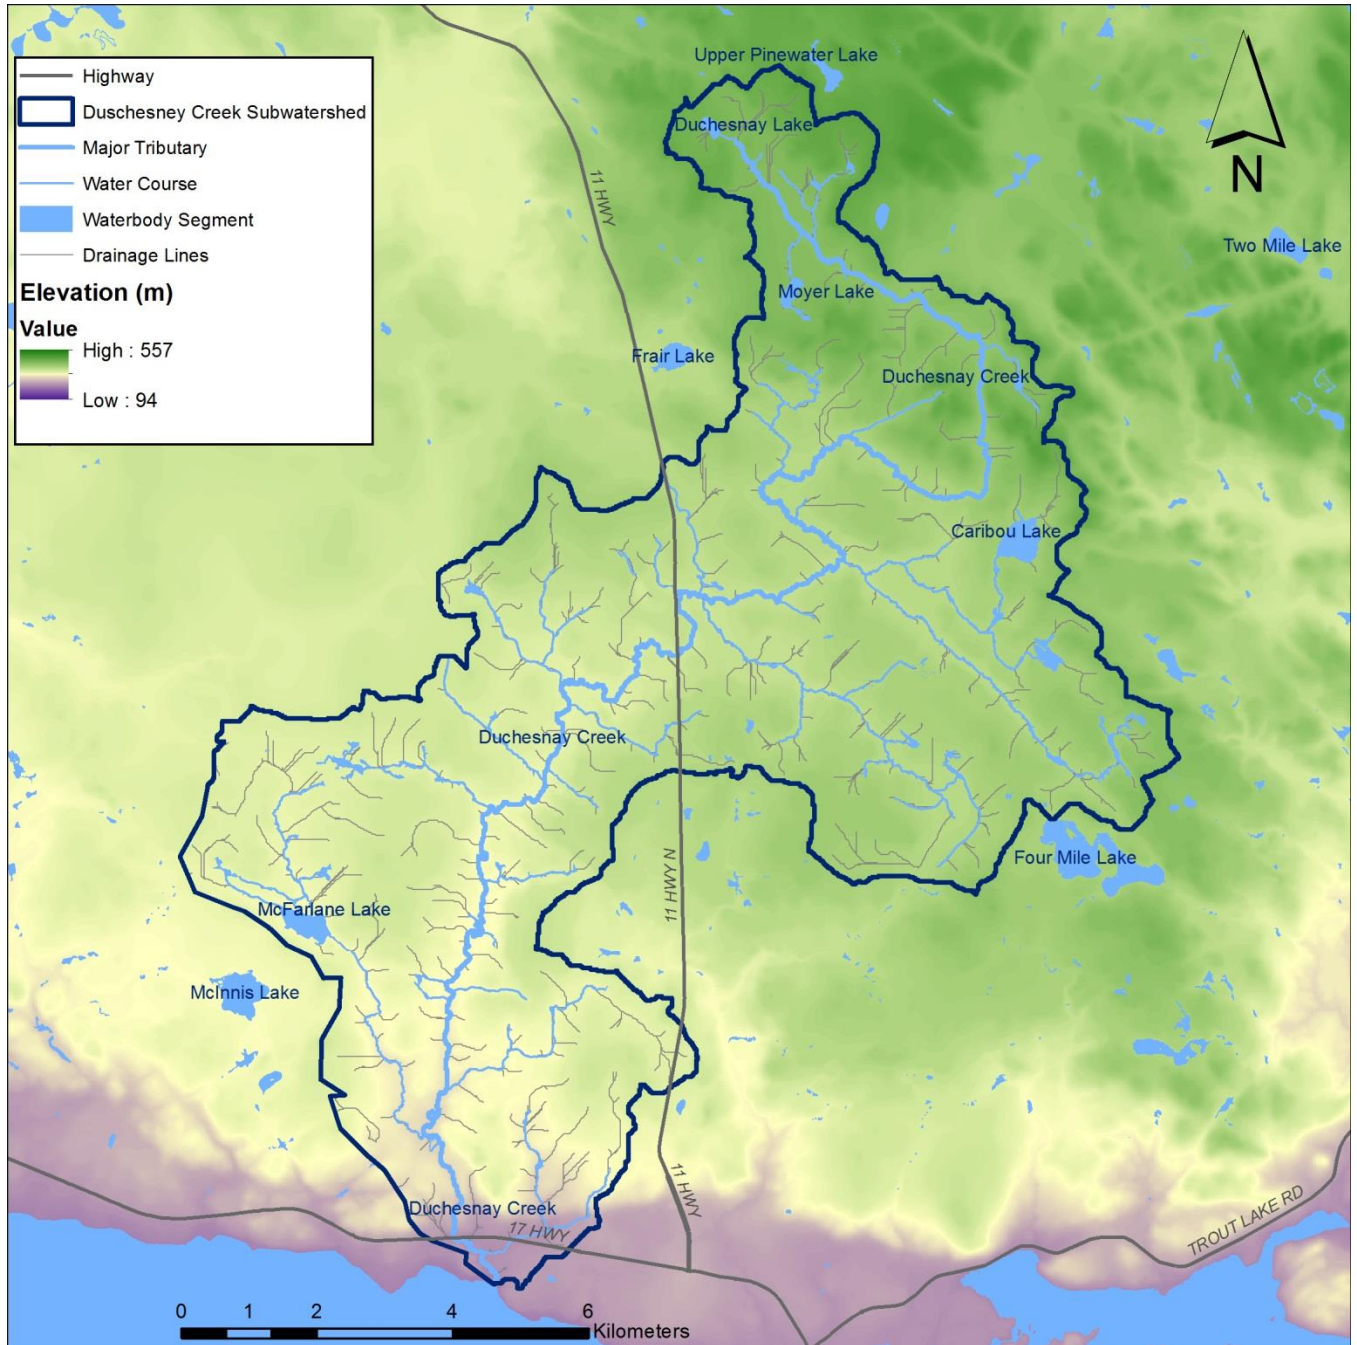 Highway
Duschesney Creek Subwatershed
Major Tributary
Water Course
Waterbody Segment
Drainage Lines
Elevation (m)
Value
High : 557
Low : 94
Upper Pinewater Lake
Duchesnay Lake
N
11 HWY
Two Mile Lake
Moyer Lake
Frair Lake
Duchesnay Creek
Caribou Lake
Duchesnay Creek
Four Mile Lake
11 HWY N
McFarlane Lake
McInnis Lake
11 HWY
Duchesnay Creek
17 HWY
TROUT LAKE RD
0 1 2 4 6
Kilometers